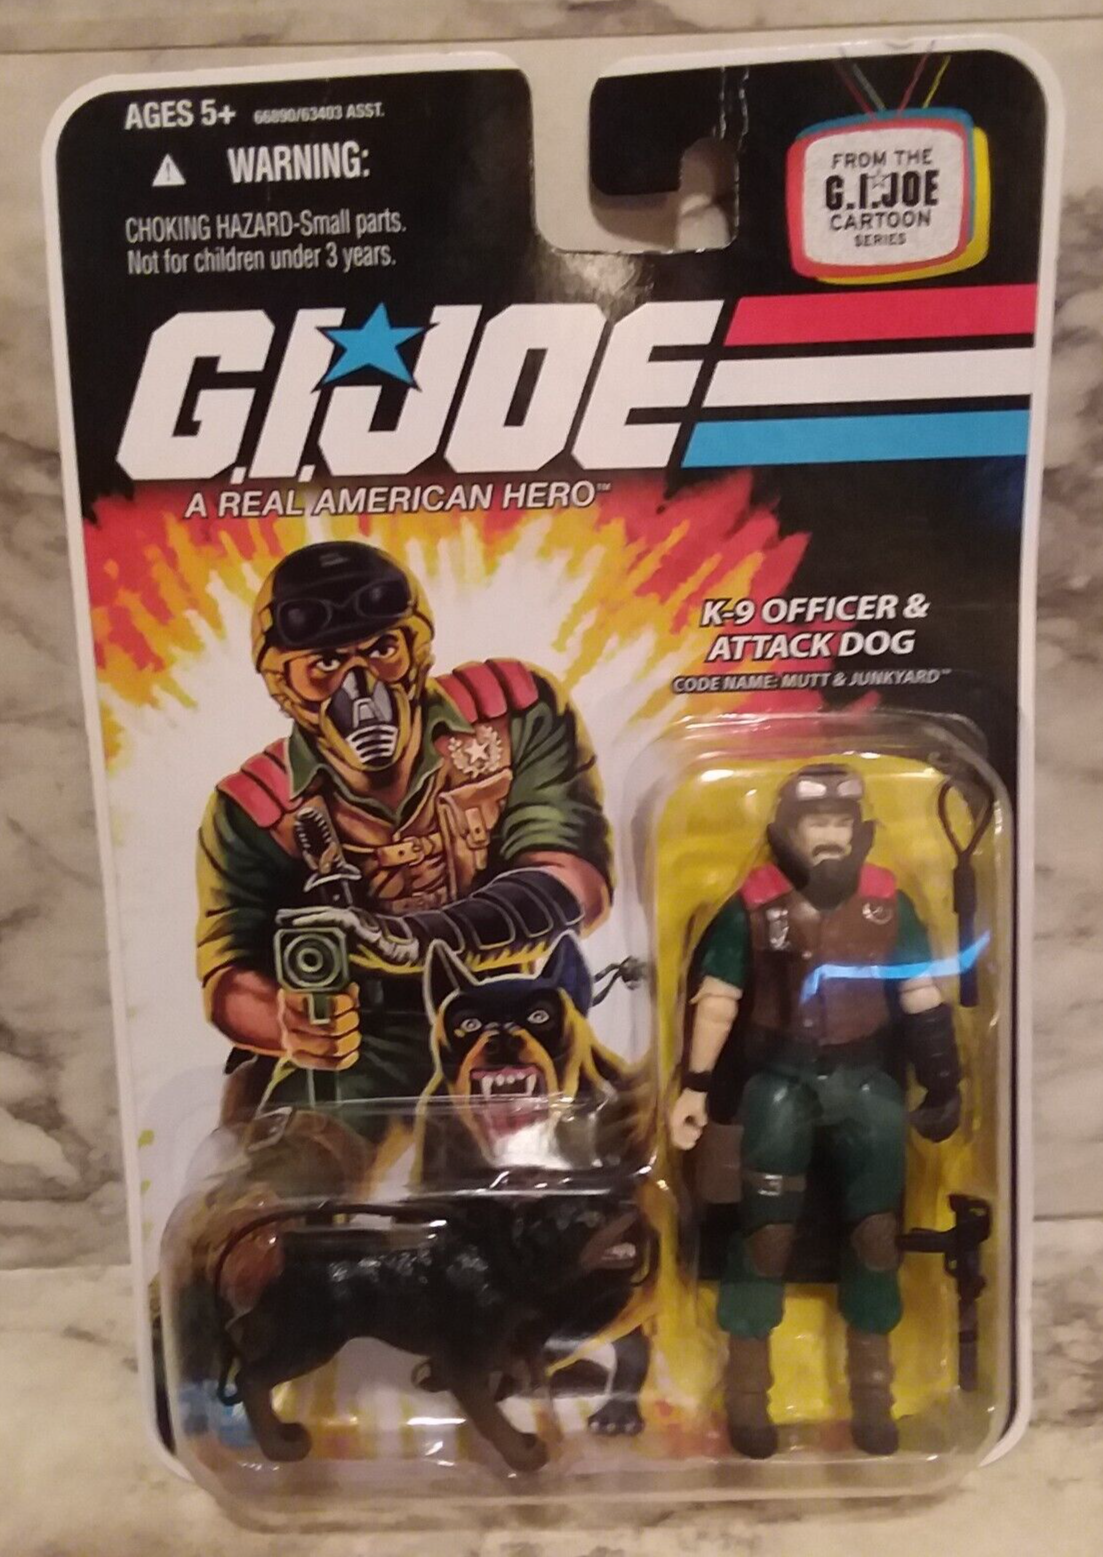 AGES 5+ 66890/63403 ASST.
WARNING:
CHOKING HAZARD-Small parts.
Not for children under 3 years.
FROM THE
G.I.JOE
CARTOON
SERIES
G.I.JOE
A REAL AMERICAN HERO™
K-9 OFFICER &
ATTACK DOG
CODE NAME: MUTT & JUNKYARD™